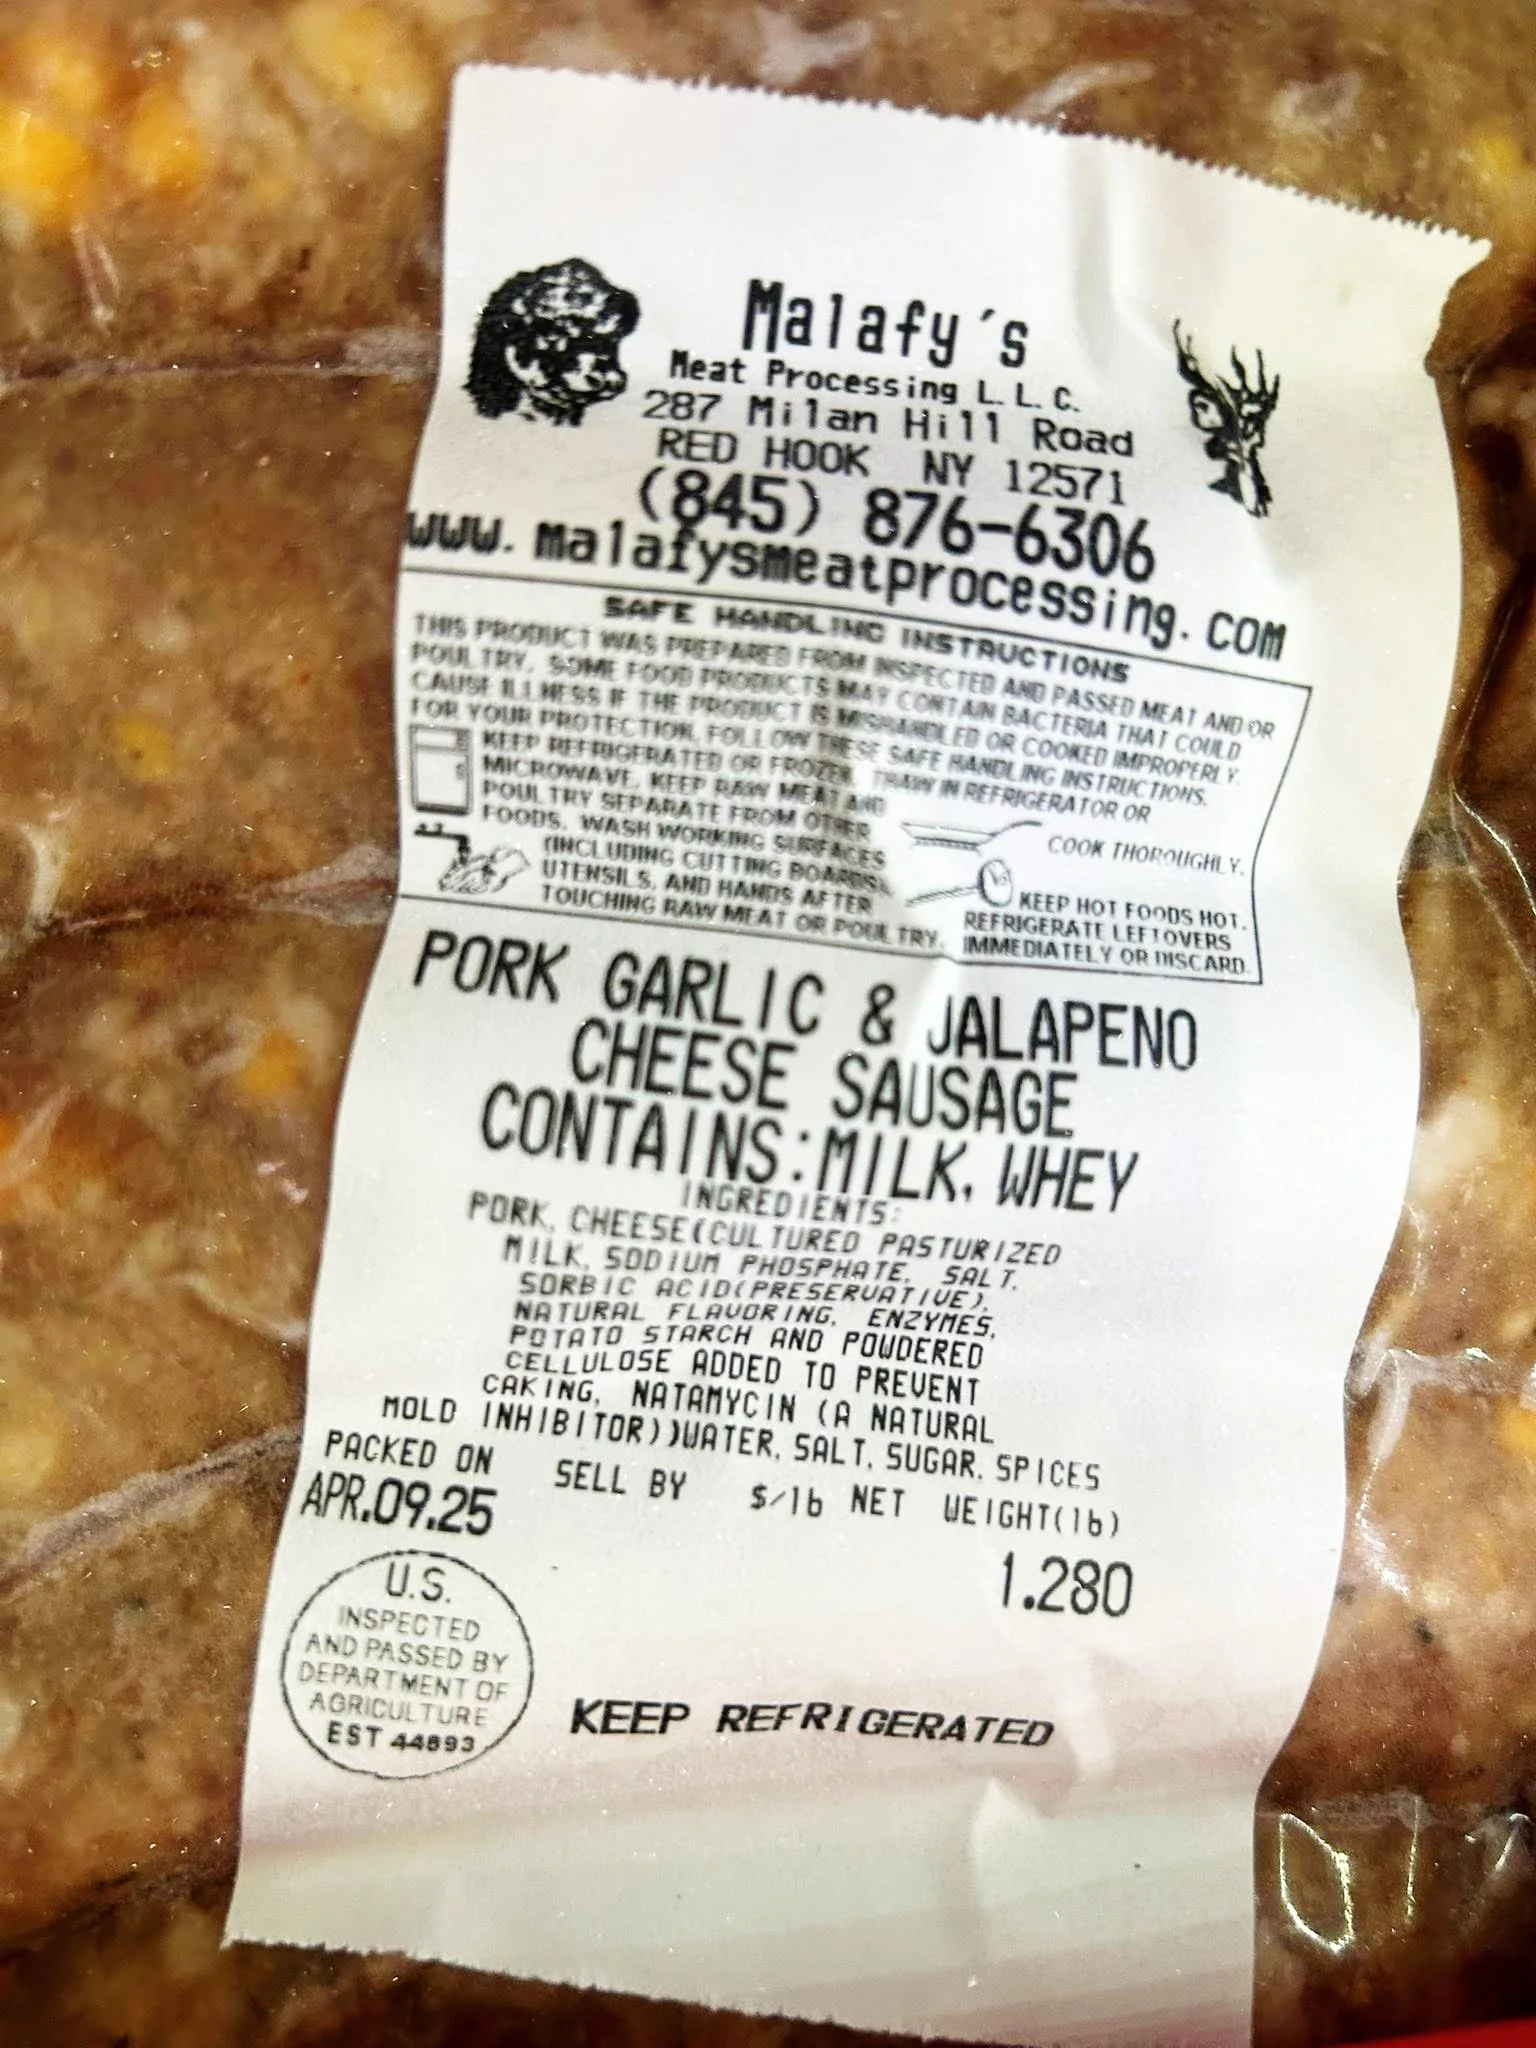 Malafy's
Meat Processing L.L.C.
287 Milan Hill Road
RED HOOK NY 12571
(845) 876-6306
www.malafysmeatprocessing.com
SAFE HANDLING INSTRUCTIONS
THIS PRODUCT WAS PREPARED FROM INSPECTED AND PASSED MEAT AND OR
POULTRY. SOME FOOD PRODUCTS MAY CONTAIN BACTERIA THAT COULD
CAUSE ILLNESS IF THE PRODUCT IS MISHANDLED OR COOKED IMPROPERLY.
FOR YOUR PROTECTION, FOLLOW THESE SAFE HANDLING INSTRUCTIONS.
KEEP REFRIGERATED OR FROZEN. THAW IN REFRIGERATOR OR
MICROWAVE. KEEP RAW MEAT AND
POULTRY SEPARATE FROM OTHER
FOODS. WASH WORKING SURFACES
(INCLUDING CUTTING BOARDS),
UTENSILS, AND HANDS AFTER
TOUCHING RAW MEAT OR POULTRY.
COOK THOROUGHLY.
KEEP HOT FOODS HOT.
REFRIGERATE LEFTOVERS
IMMEDIATELY OR DISCARD.
PORK GARLIC & JALAPENO
CHEESE SAUSAGE
CONTAINS:MILK, WHEY
INGREDIENTS:
PORK, CHEESE(CULTURED PASTURIZED
MILK, SODIUM PHOSPHATE, SALT,
SORBIC ACID(PRESERVATIVE),
NATURAL FLAVORING, ENZYMES,
POTATO STARCH AND POWDERED
CELLULOSE ADDED TO PREVENT
CAKING, NATAMYCIN (A NATURAL
MOLD INHIBITOR))WATER, SALT, SUGAR, SPICES
PACKED ON SELL BY $/lb NET WEIGHT(lb)
APR.09.25
1.280
U.S.
INSPECTED
AND PASSED BY
DEPARTMENT OF
AGRICULTURE
EST 44893
KEEP REFRIGERATED